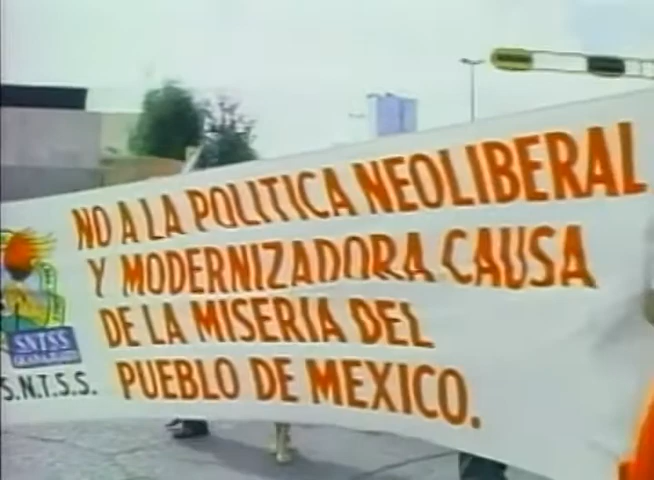 NO A LA POLITICA NEOLIBERAL
Y MODERNIZADORA CAUSA
DE LA MISERIA DEL
PUEBLO DE MEXICO.
SNTSS
S.N.T.S.S.